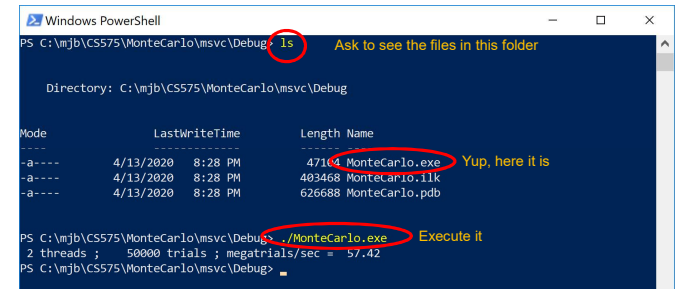 Windows PowerShell
PS C:\mjb\CS575\MonteCarlo\msvc\Debug> ls Ask to see the files in this folder
Directory: C:\mjb\CS575\MonteCarlo\msvc\Debug
Mode LastWriteTime Length Name
---- ------------- ------ ----
-a---- 4/13/2020 8:28 PM 47104 MonteCarlo.exe Yup, here it is
-a---- 4/13/2020 8:28 PM 403468 MonteCarlo.ilk
-a---- 4/13/2020 8:28 PM 626688 MonteCarlo.pdb
PS C:\mjb\CS575\MonteCarlo\msvc\Debug> ./MonteCarlo.exe Execute it
2 threads ; 50000 trials ; megatrials/sec = 57.42
PS C:\mjb\CS575\MonteCarlo\msvc\Debug>